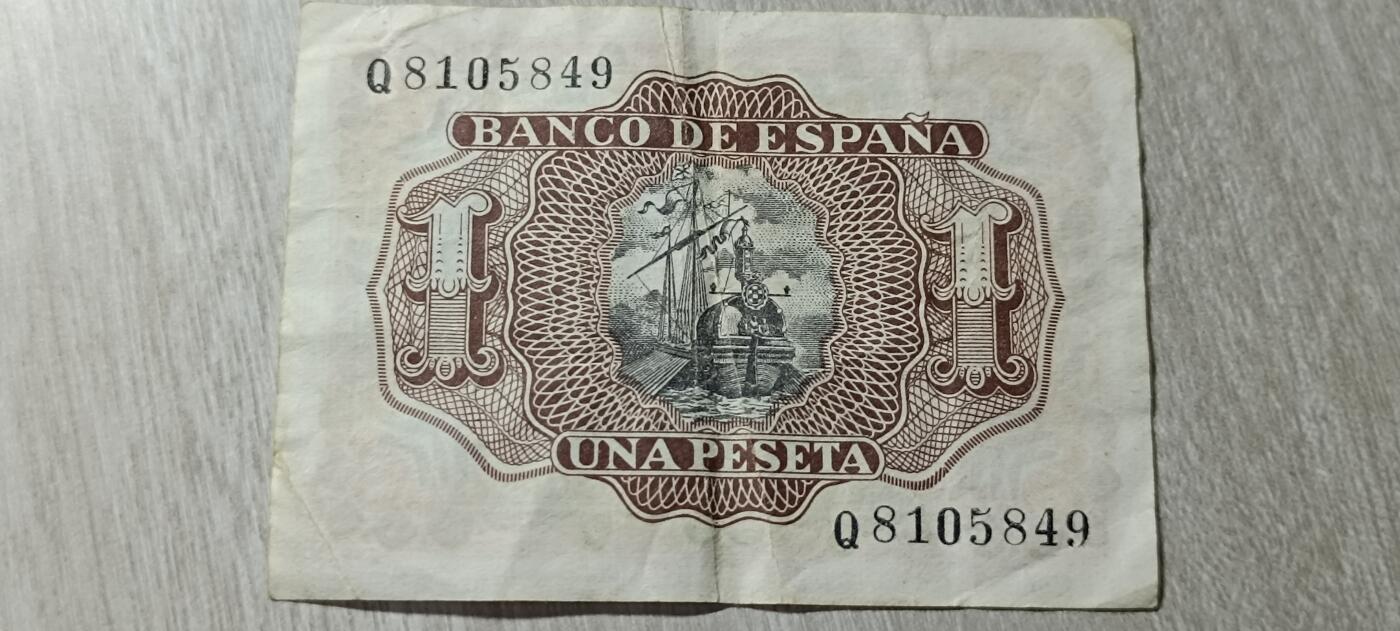 Q8105849
BANCO DE ESPAÑA
1 1
UNA PESETA
Q8105849